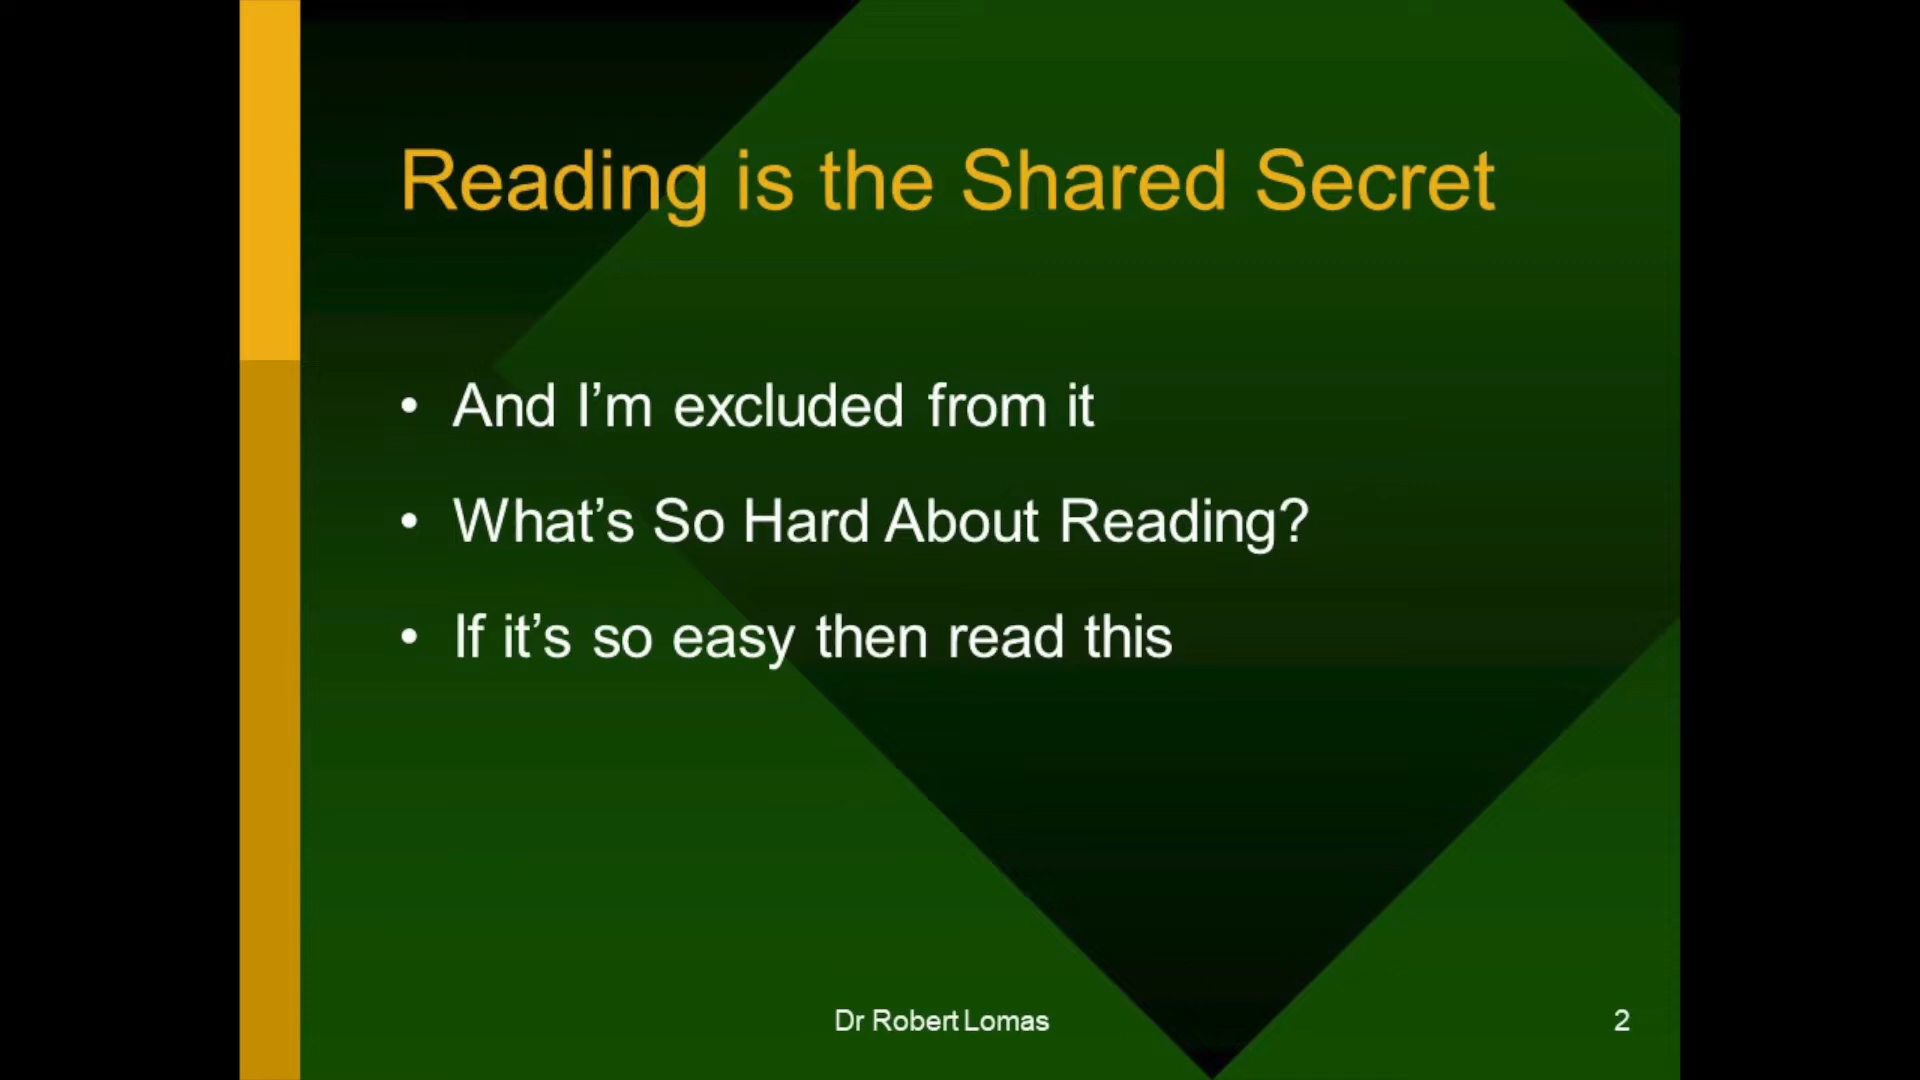 Reading is the Shared Secret
• And I’m excluded from it
• What’s So Hard About Reading?
• If it’s so easy then read this
Dr Robert Lomas
2